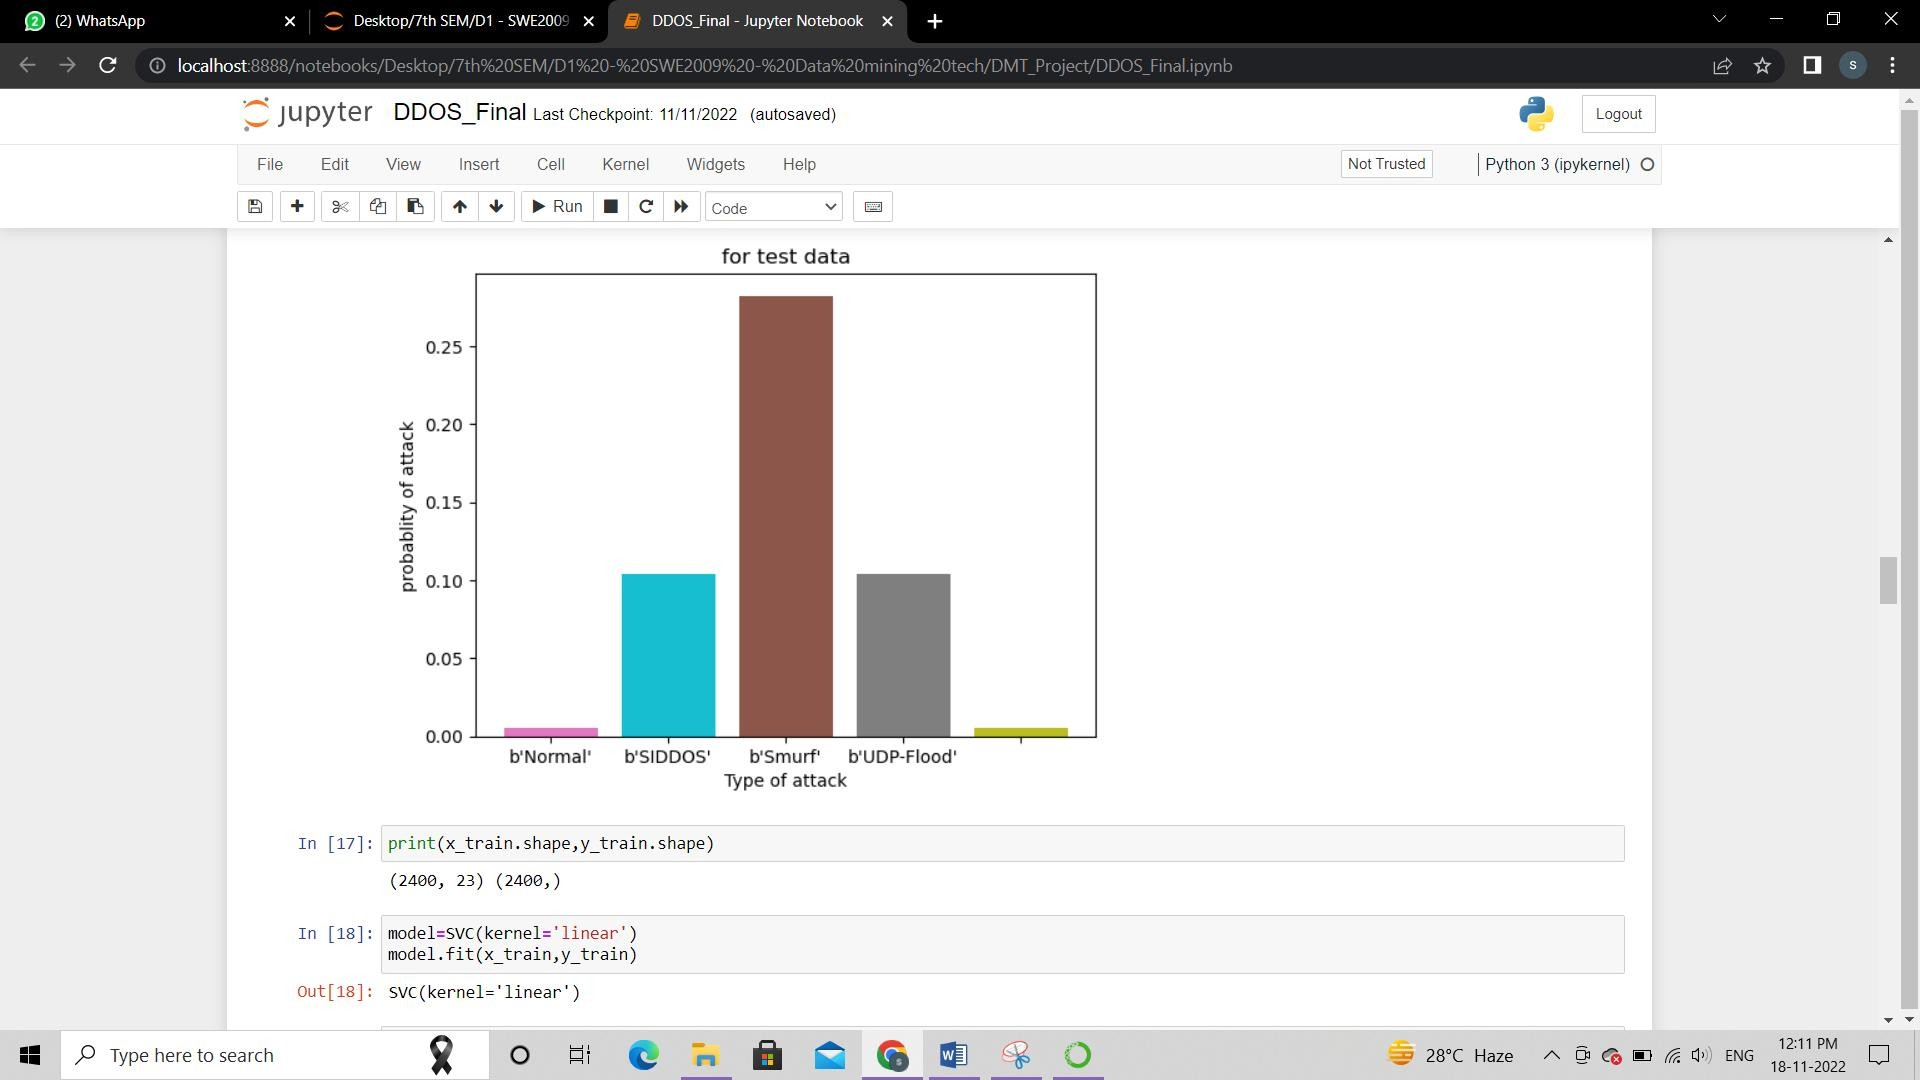 (2) WhatsApp
Desktop/7th SEM/D1 - SWE2009
DDOS_Final - Jupyter Notebook
localhost:8888/notebooks/Desktop/7th%20SEM/D1%20-%20SWE2009%20-%20Data%20mining%20tech/DMT_Project/DDOS_Final.ipynb
S
jupyter DDOS_Final Last Checkpoint: 11/11/2022 (autosaved)
Logout
File Edit View Insert Cell Kernel Widgets Help
Not Trusted
Python 3 (ipykernel)
Run
Code
for test data
probablity of attack
0.25
0.20
0.15
0.10
0.05
0.00
b'Normal' b'SIDDOS' b'Smurf' b'UDP-Flood'
Type of attack
In [17]: print(x_train.shape,y_train.shape)
(2400, 23) (2400,)
In [18]: model=SVC(kernel='linear')
model.fit(x_train,y_train)
Out[18]: SVC(kernel='linear')
Type here to search
28°C Haze
ENG
12:11 PM
18-11-2022